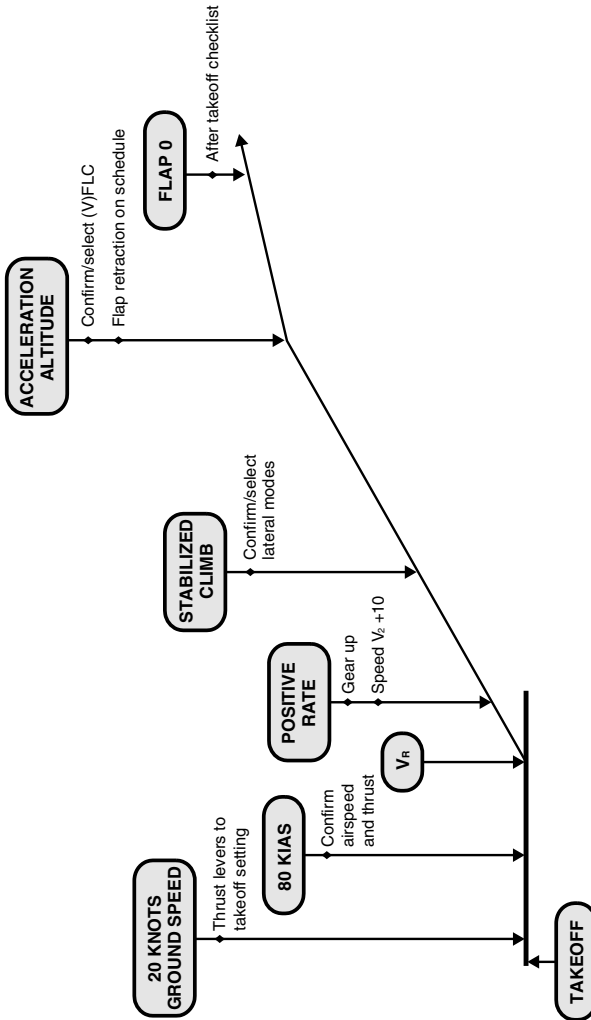 TAKEOFF
20 KNOTS
GROUND SPEED
Thrust levers to
takeoff setting
80 KIAS
Confirm
airspeed
and thrust
VR
POSITIVE
RATE
Gear up
Speed V2 +10
STABILIZED
CLIMB
Confirm/select
lateral modes
ACCELERATION
ALTITUDE
Confirm/select (V)FLC
Flap retraction on schedule
FLAP 0
After takeoff checklist